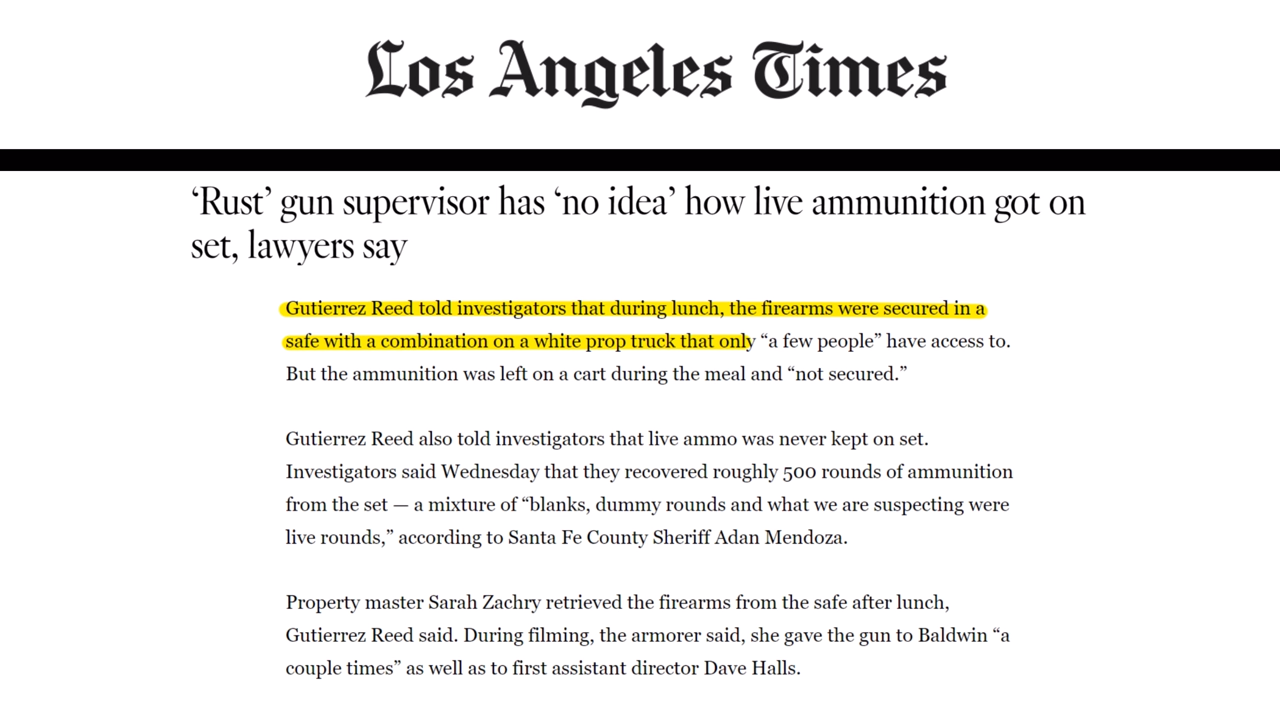 Los Angeles Times
‘Rust’ gun supervisor has ‘no idea’ how live ammunition got on
set, lawyers say
Gutierrez Reed told investigators that during lunch, the firearms were secured in a
safe with a combination on a white prop truck that only “a few people” have access to.
But the ammunition was left on a cart during the meal and “not secured.”
Gutierrez Reed also told investigators that live ammo was never kept on set.
Investigators said Wednesday that they recovered roughly 500 rounds of ammunition
from the set — a mixture of “blanks, dummy rounds and what we are suspecting were
live rounds,” according to Santa Fe County Sheriff Adan Mendoza.
Property master Sarah Zachry retrieved the firearms from the safe after lunch,
Gutierrez Reed said. During filming, the armorer said, she gave the gun to Baldwin “a
couple times” as well as to first assistant director Dave Halls.